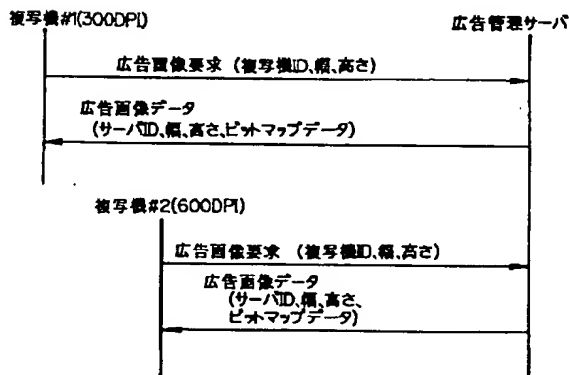 複写機#1(300DPI)
広告管理サーバ
広告画像要求 (複写機ID、幅、高さ)
広告画像データ
(サーバID、幅、高さ、ビットマップデータ)
複写機#2(600DPI)
広告画像要求 (複写機ID、幅、高さ)
広告画像データ
(サーバID、幅、高さ、
ビットマップデータ)